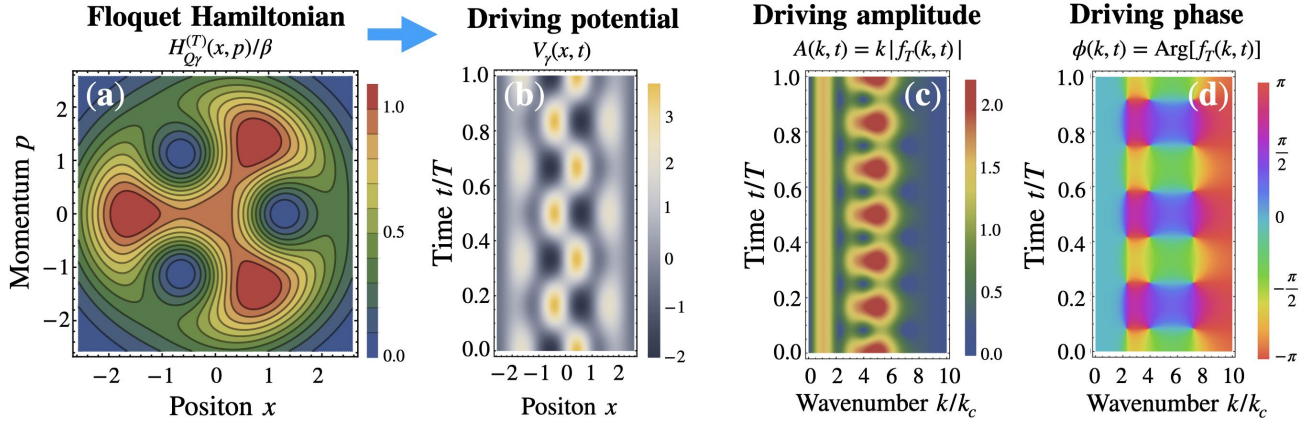 Floquet Hamiltonian
H_{Qγ}^{(T)}(x,p)/β
(a)
Momentum p
2
1
0
−1
−2
−2
−1
0
1
2
Positon x
1.0
0.5
0.0
Driving potential
V_γ(x,t)
(b)
Time t/T
1.0
0.8
0.6
0.4
0.2
0.0
−2
−1
0
1
2
Positon x
3
2
1
0
−1
−2
Driving amplitude
A(k,t) = k|f_T(k,t)|
(c)
Time t/T
1.0
0.8
0.6
0.4
0.2
0.0
0
2
4
6
8
10
Wavenumber k/k_c
2.0
1.5
1.0
0.5
0.0
Driving phase
ϕ(k,t) = Arg[f_T(k,t)]
(d)
Time t/T
1.0
0.8
0.6
0.4
0.2
0.0
0
2
4
6
8
10
Wavenumber k/k_c
π
π/2
0
−π/2
−π